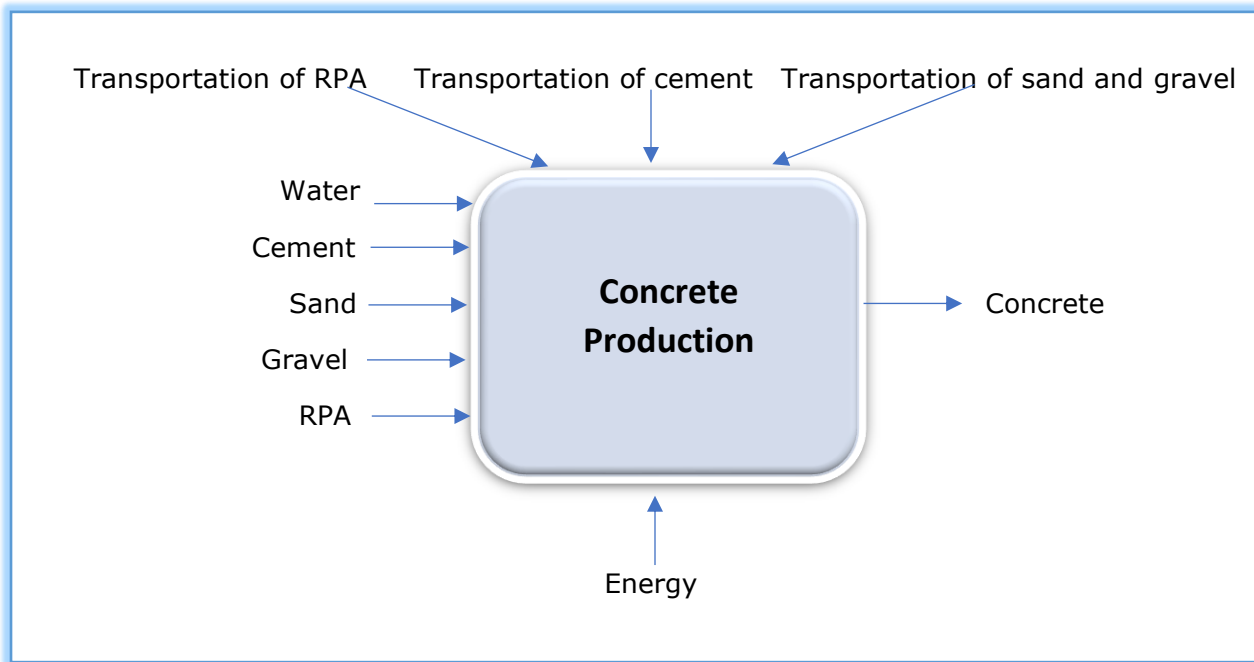 Transportation of RPA
Transportation of cement
Transportation of sand and gravel
Water
Cement
Sand
Gravel
RPA
Concrete
Production
Concrete
Energy